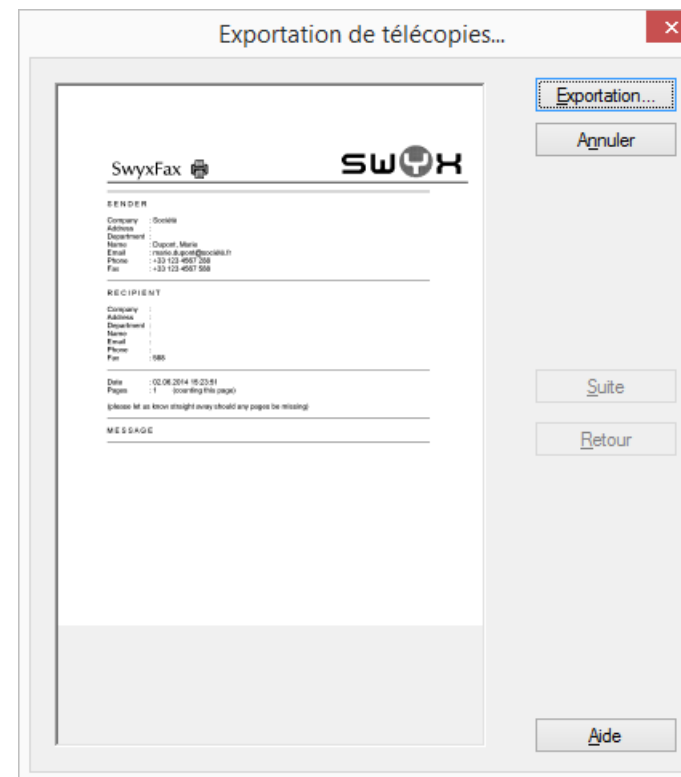 Exportation de télécopies...
Exportation...
Annuler
SwyxFax
swyx
SENDER
Company : Société
Address :
Department :
Name : Dupont, Marie
Email : marie.dupont@société.fr
Phone : +33 123 4567 288
Fax : +33 123 4567 588
RECIPIENT
Company :
Address :
Department :
Name :
Email :
Phone :
Fax : 588
Date : 02.06.2014 15:23:51
Pages : 1 (counting this page)
(please let us know straight away should any pages be missing)
MESSAGE
Suite
Retour
Aide